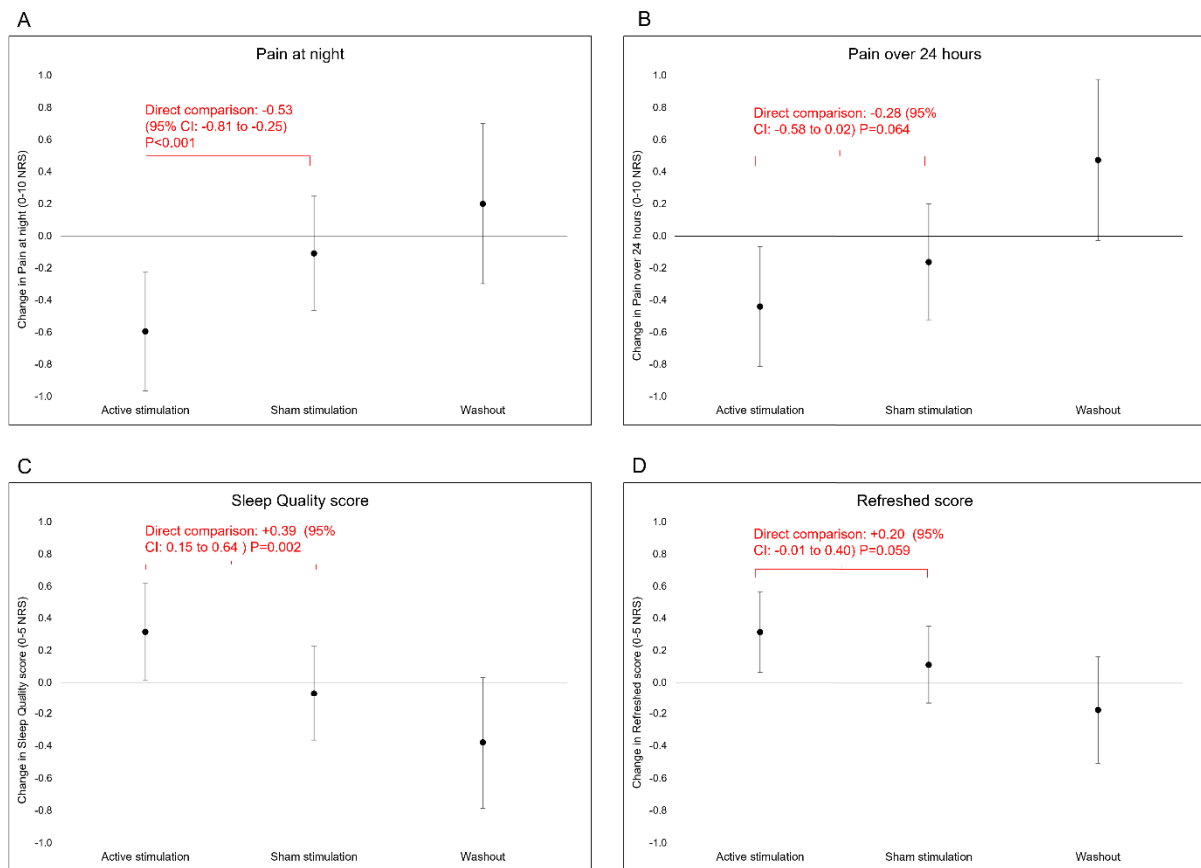 A
Pain at night
Change in Pain at night (0-10 NRS)
1.0
0.8
0.6
0.4
0.2
0.0
-0.2
-0.4
-0.6
-0.8
-1.0
Direct comparison: -0.53
(95% CI: -0.81 to -0.25)
P<0.001
Active stimulation
Sham stimulation
Washout
B
Pain over 24 hours
Change in Pain over 24 hours (0-10 NRS)
1.0
0.8
0.6
0.4
0.2
0.0
-0.2
-0.4
-0.6
-0.8
-1.0
Direct comparison: -0.28 (95%
CI: -0.58 to 0.02) P=0.064
Active stimulation
Sham stimulation
Washout
C
Sleep Quality score
Change in Sleep Quality score (0-5 NRS)
1.0
0.8
0.6
0.4
0.2
0.0
-0.2
-0.4
-0.6
-0.8
-1.0
Direct comparison: +0.39 (95%
CI: 0.15 to 0.64 ) P=0.002
Active stimulation
Sham stimulation
Washout
D
Refreshed score
Change in Refreshed score (0-5 NRS)
1.0
0.8
0.6
0.4
0.2
0.0
-0.2
-0.4
-0.6
-0.8
-1.0
Direct comparison: +0.20 (95%
CI: -0.01 to 0.40) P=0.059
Active stimulation
Sham stimulation
Washout